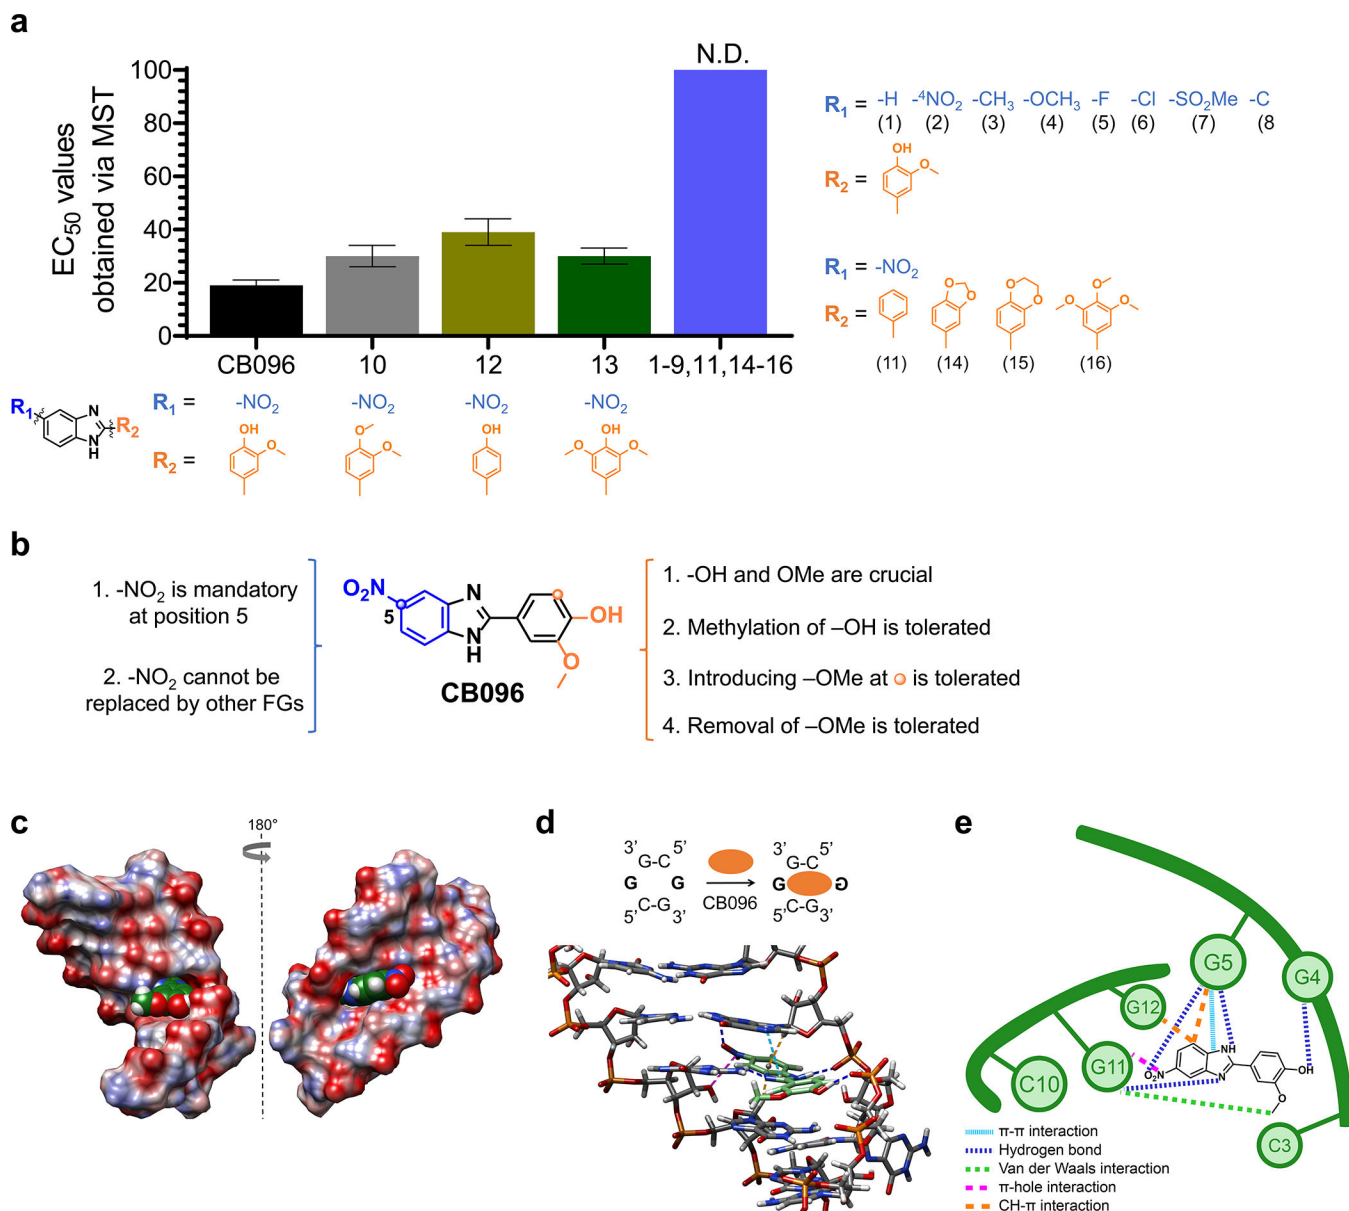 a
N.D.
EC50 values
obtained via MST
100
80
60
40
20
0
CB096 10 12 13 1-9,11,14-16
R1 = -H -4NO2 -CH3 -OCH3 -F -Cl -SO2Me -C
(1) (2) (3) (4) (5) (6) (7) (8
R2 =
OH
O
R1 = -NO2
R2 =
O O
O O
O O O
(11) (14) (15) (16)
R1 N N H R2
R1 = -NO2 -NO2 -NO2 -NO2
R2 =
OH O
O O
OH
O OH O
b
1. -NO2 is mandatory
at position 5
2. -NO2 cannot be
replaced by other FGs
O2N 5 N N H OH O
CB096
1. -OH and OMe are crucial
2. Methylation of –OH is tolerated
3. Introducing –OMe at is tolerated
4. Removal of –OMe is tolerated
c
180°
d
3' G-C 5'
G G
5' C-G 3'
CB096
3' G-C 5'
G G
5' C-G 3'
e
G5
G4
G12
G11
C10
C3
O2N NH N OH O
π-π interaction
Hydrogen bond
Van der Waals interaction
π-hole interaction
CH-π interaction